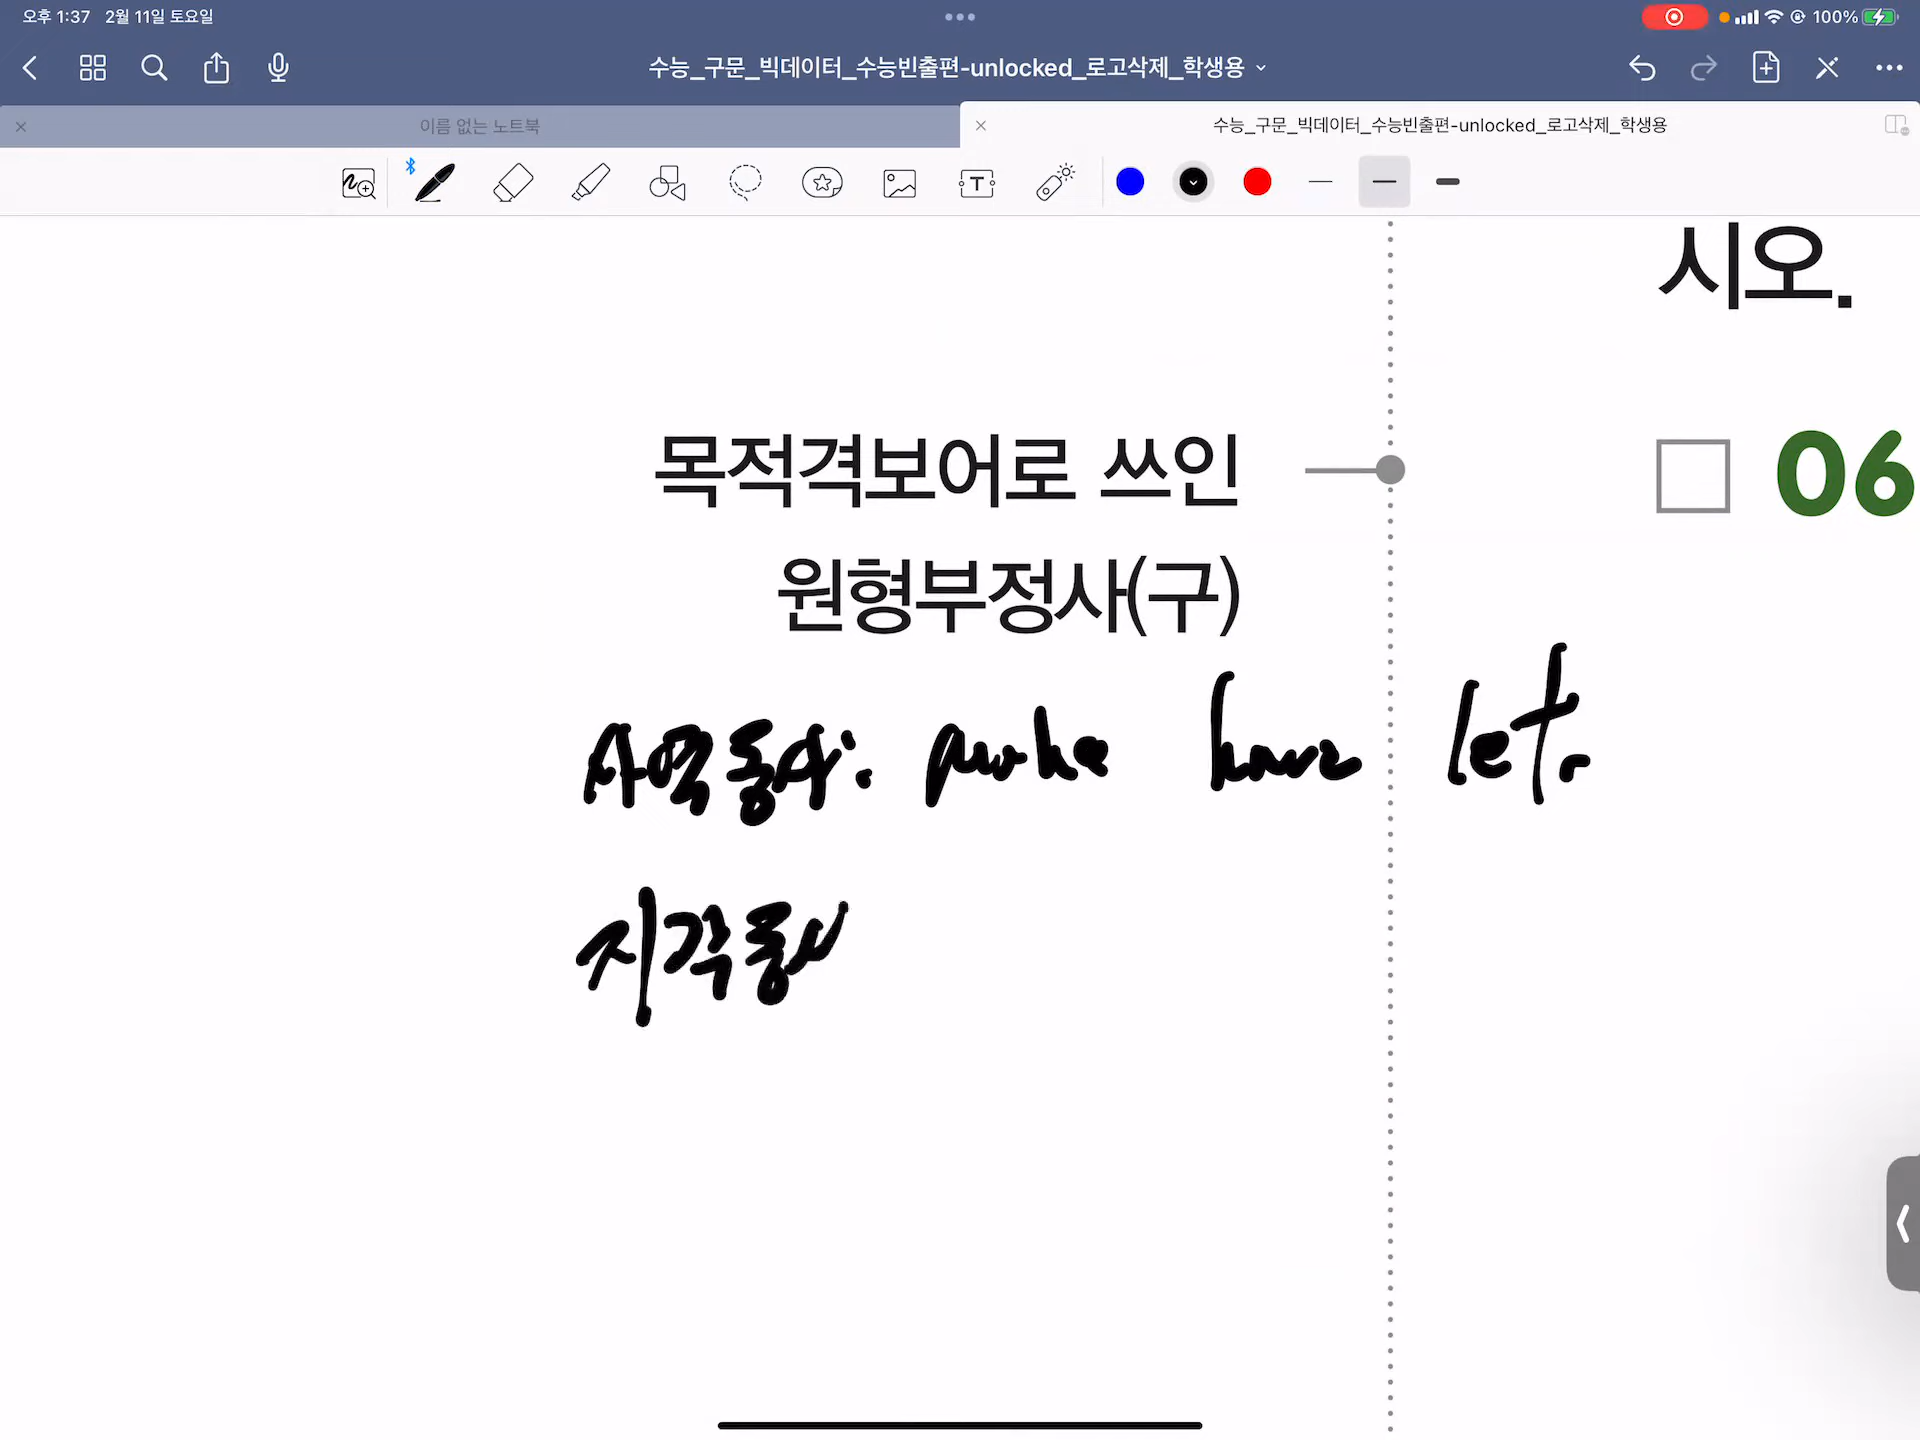 오후 1:37 2월 11일 토요일
100%
수능_구문_빅데이터_수능빈출편-unlocked_로고삭제_학생용
이름 없는 노트북
수능_구문_빅데이터_수능빈출편-unlocked_로고삭제_학생용
시오.
목적격보어로 쓰인
06
원형부정사(구)
사역동사: make have let.
지각동사